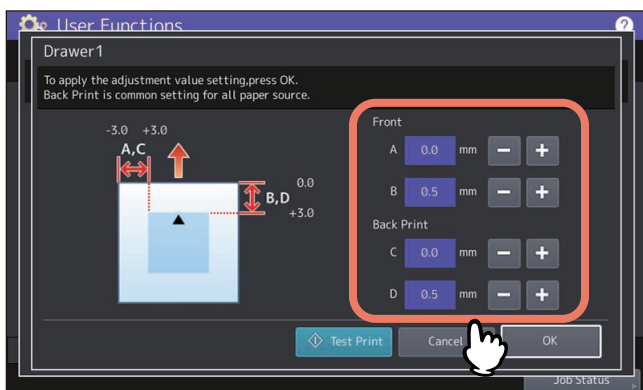 User Functions
?
Drawer1
To apply the adjustment value setting,press OK.
Back Print is common setting for all paper source.
-3.0 +3.0
A,C
0.0
B,D
+3.0
Front
A 0.0 mm - +
B 0.5 mm - +
Back Print
C 0.0 mm - +
D 0.5 mm - +
Test Print
Cancel
OK
Job Status